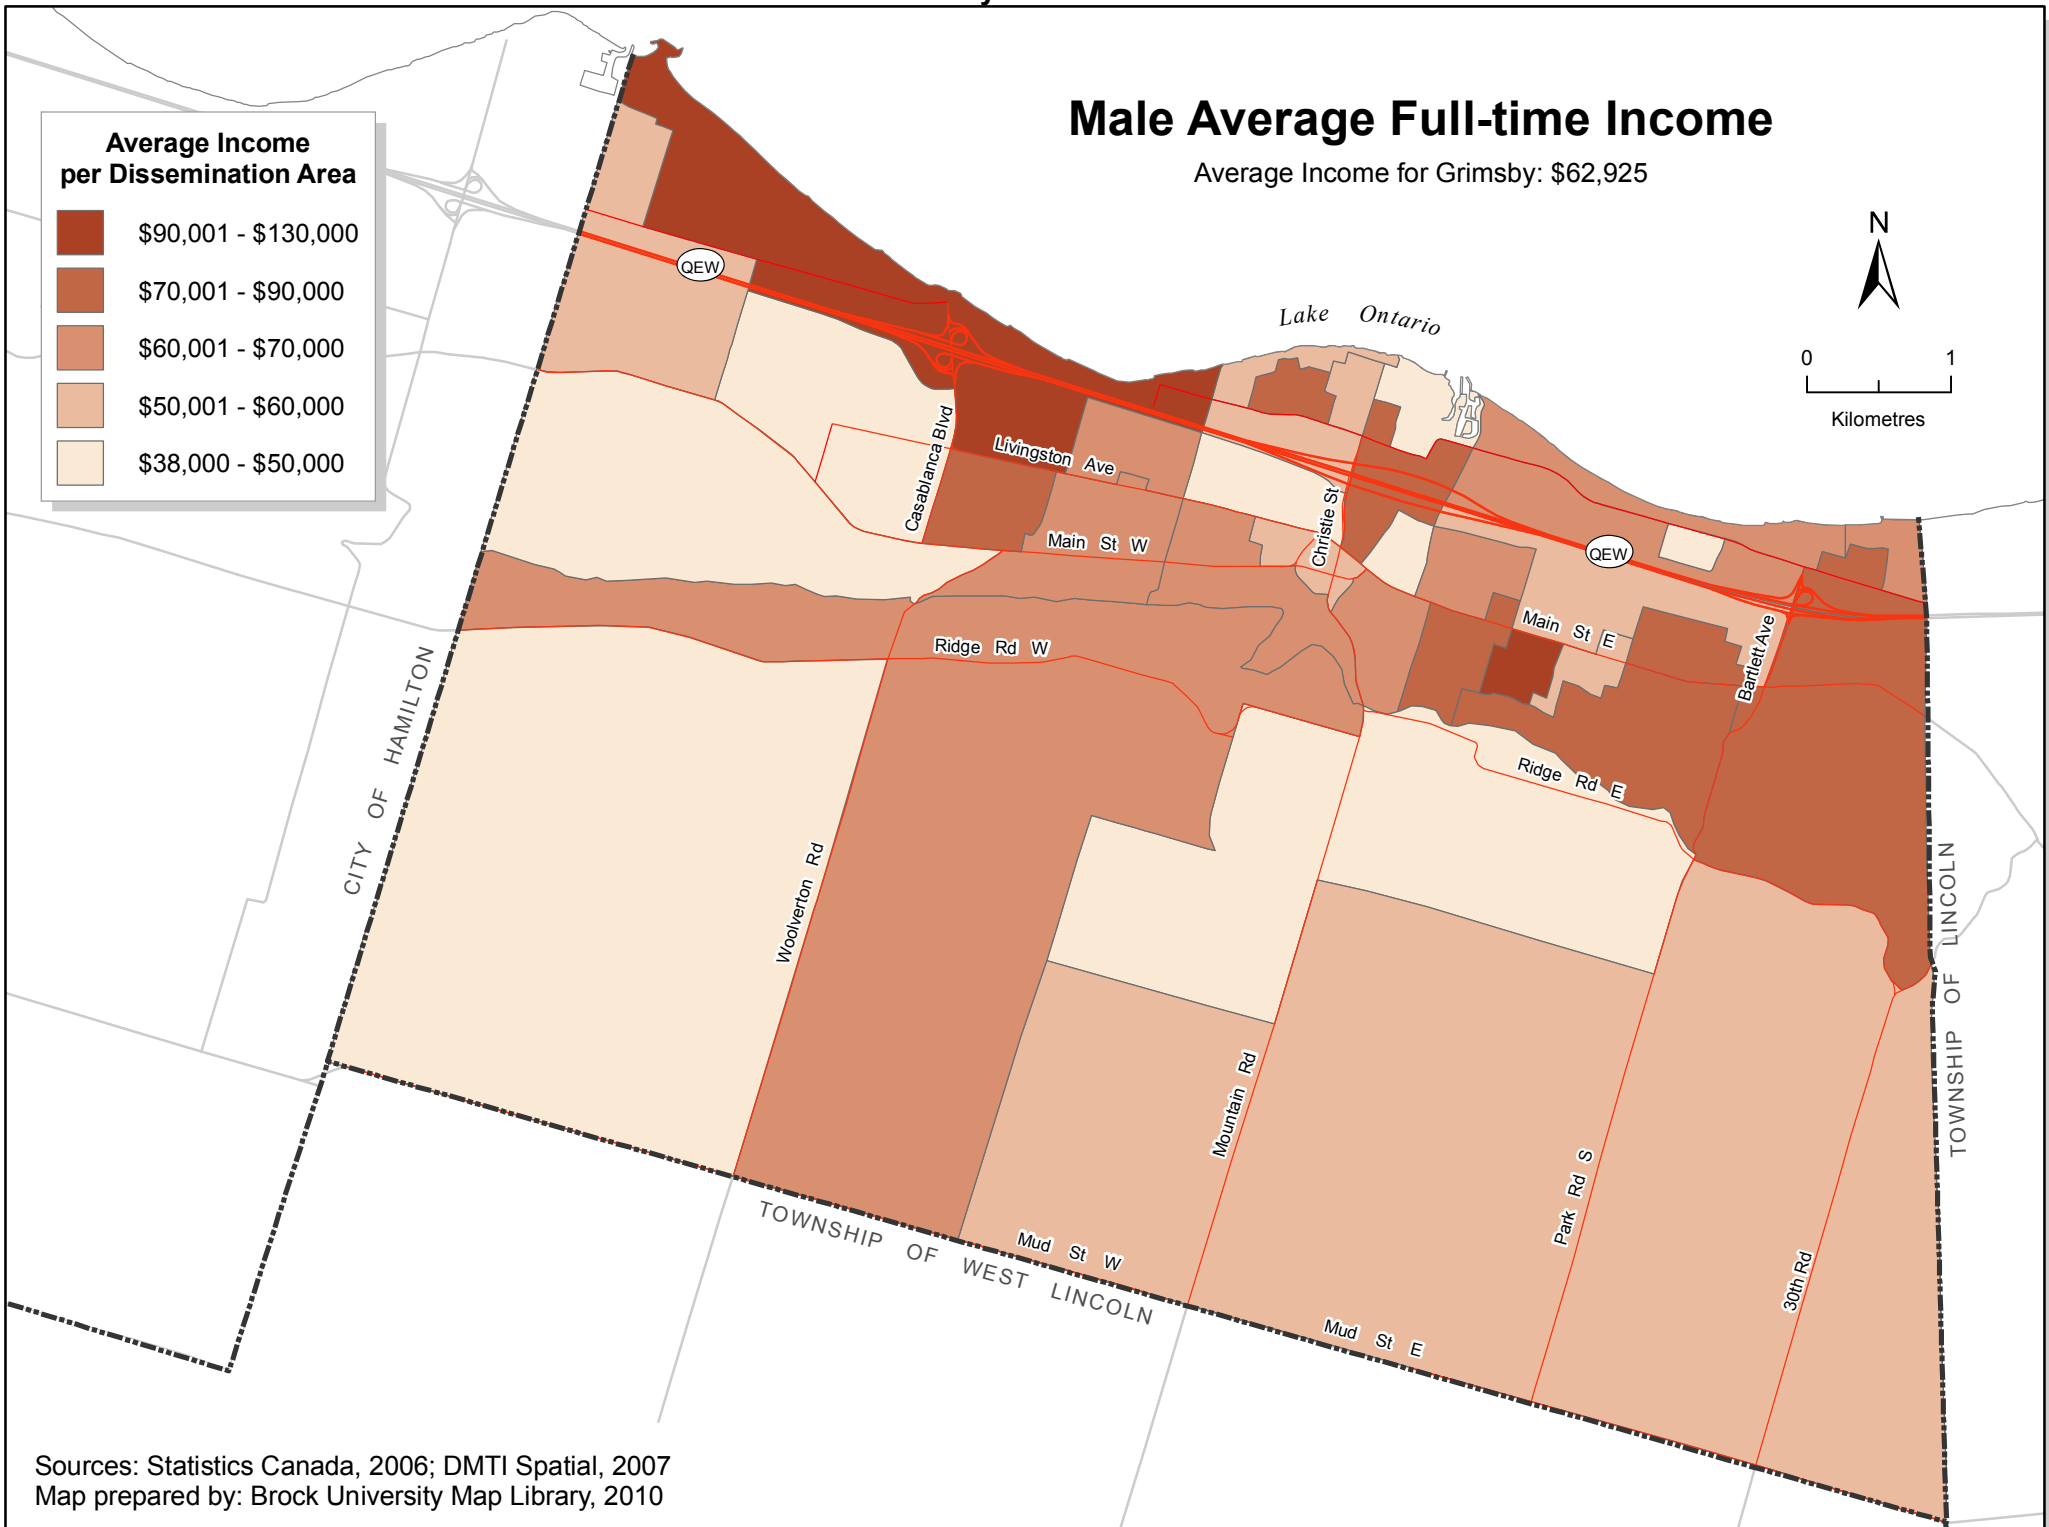 Male Average Full-time Income
Average Income for Grimsby: $62,925
Average Income
per Dissemination Area
$90,001 - $130,000
$70,001 - $90,000
$60,001 - $70,000
$50,001 - $60,000
$38,000 - $50,000
N
0 1
Kilometres
Lake Ontario
QEW
QEW
Casablanca Blvd
Livingston Ave
Christie St
Main St W
Main St E
Bartlett Ave
Ridge Rd W
Ridge Rd E
Woolverton Rd
Mountain Rd
Park Rd S
30th Rd
Mud St W
Mud St E
CITY OF HAMILTON
TOWNSHIP OF WEST LINCOLN
TOWNSHIP OF LINCOLN
Sources: Statistics Canada, 2006; DMTI Spatial, 2007
Map prepared by: Brock University Map Library, 2010